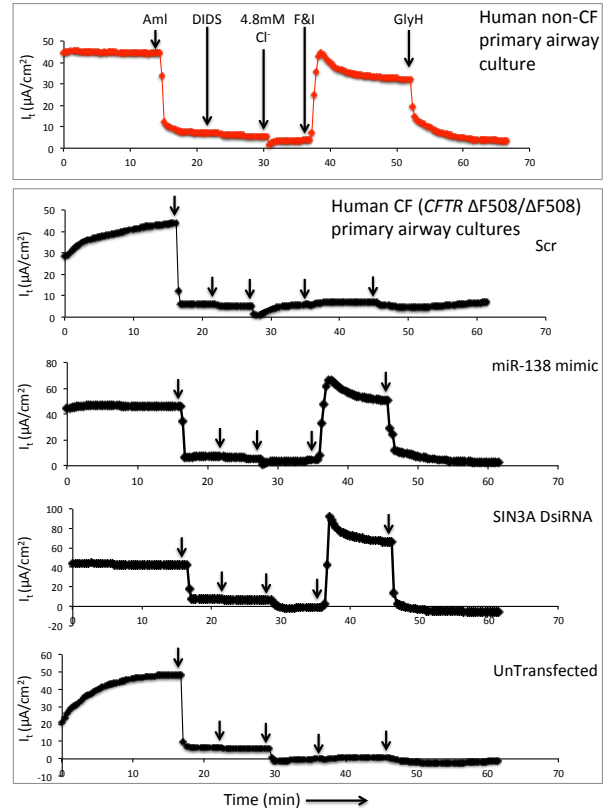 Aml DIDS 4.8mM Cl⁻ F&I GlyH
Human non-CF primary airway culture
Iₜ (µA/cm²)
50
40
30
20
10
0
0 10 20 30 40 50 60 70
Human CF (CFTR ΔF508/ΔF508) primary airway cultures
Scr
Iₜ (µA/cm²)
50
40
30
20
10
0
0 10 20 30 40 50 60 70
miR-138 mimic
Iₜ (µA/cm²)
80
60
40
20
0
0 10 20 30 40 50 60 70
SIN3A DsiRNA
Iₜ (µA/cm²)
100
80
60
40
20
0
-20
0 10 20 30 40 50 60 70
UnTransfected
Iₜ (µA/cm²)
60
50
40
30
20
10
0
-10
0 10 20 30 40 50 60 70
Time (min)